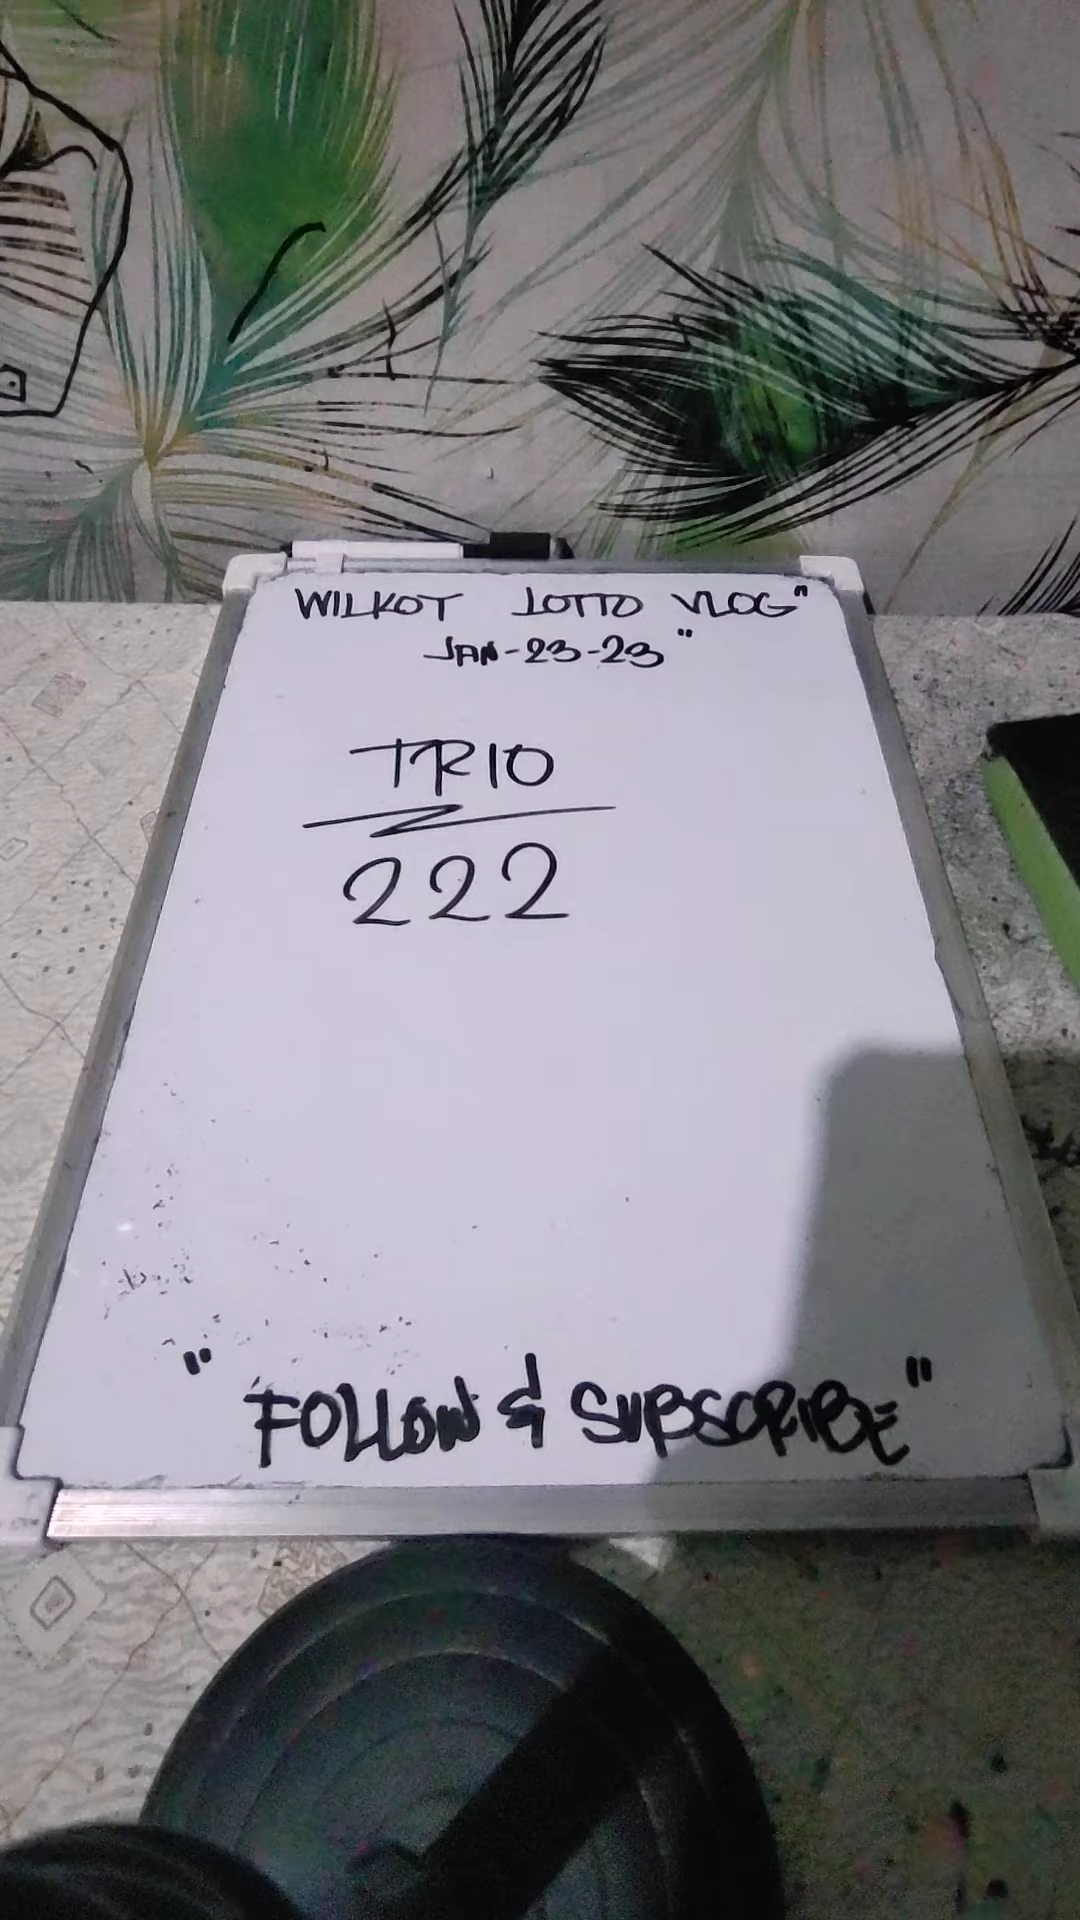 WILKOT LOTTO VLOG"
JAN-23-23"
TRIO
222
" FOLLOW & SUBSCRIBE"